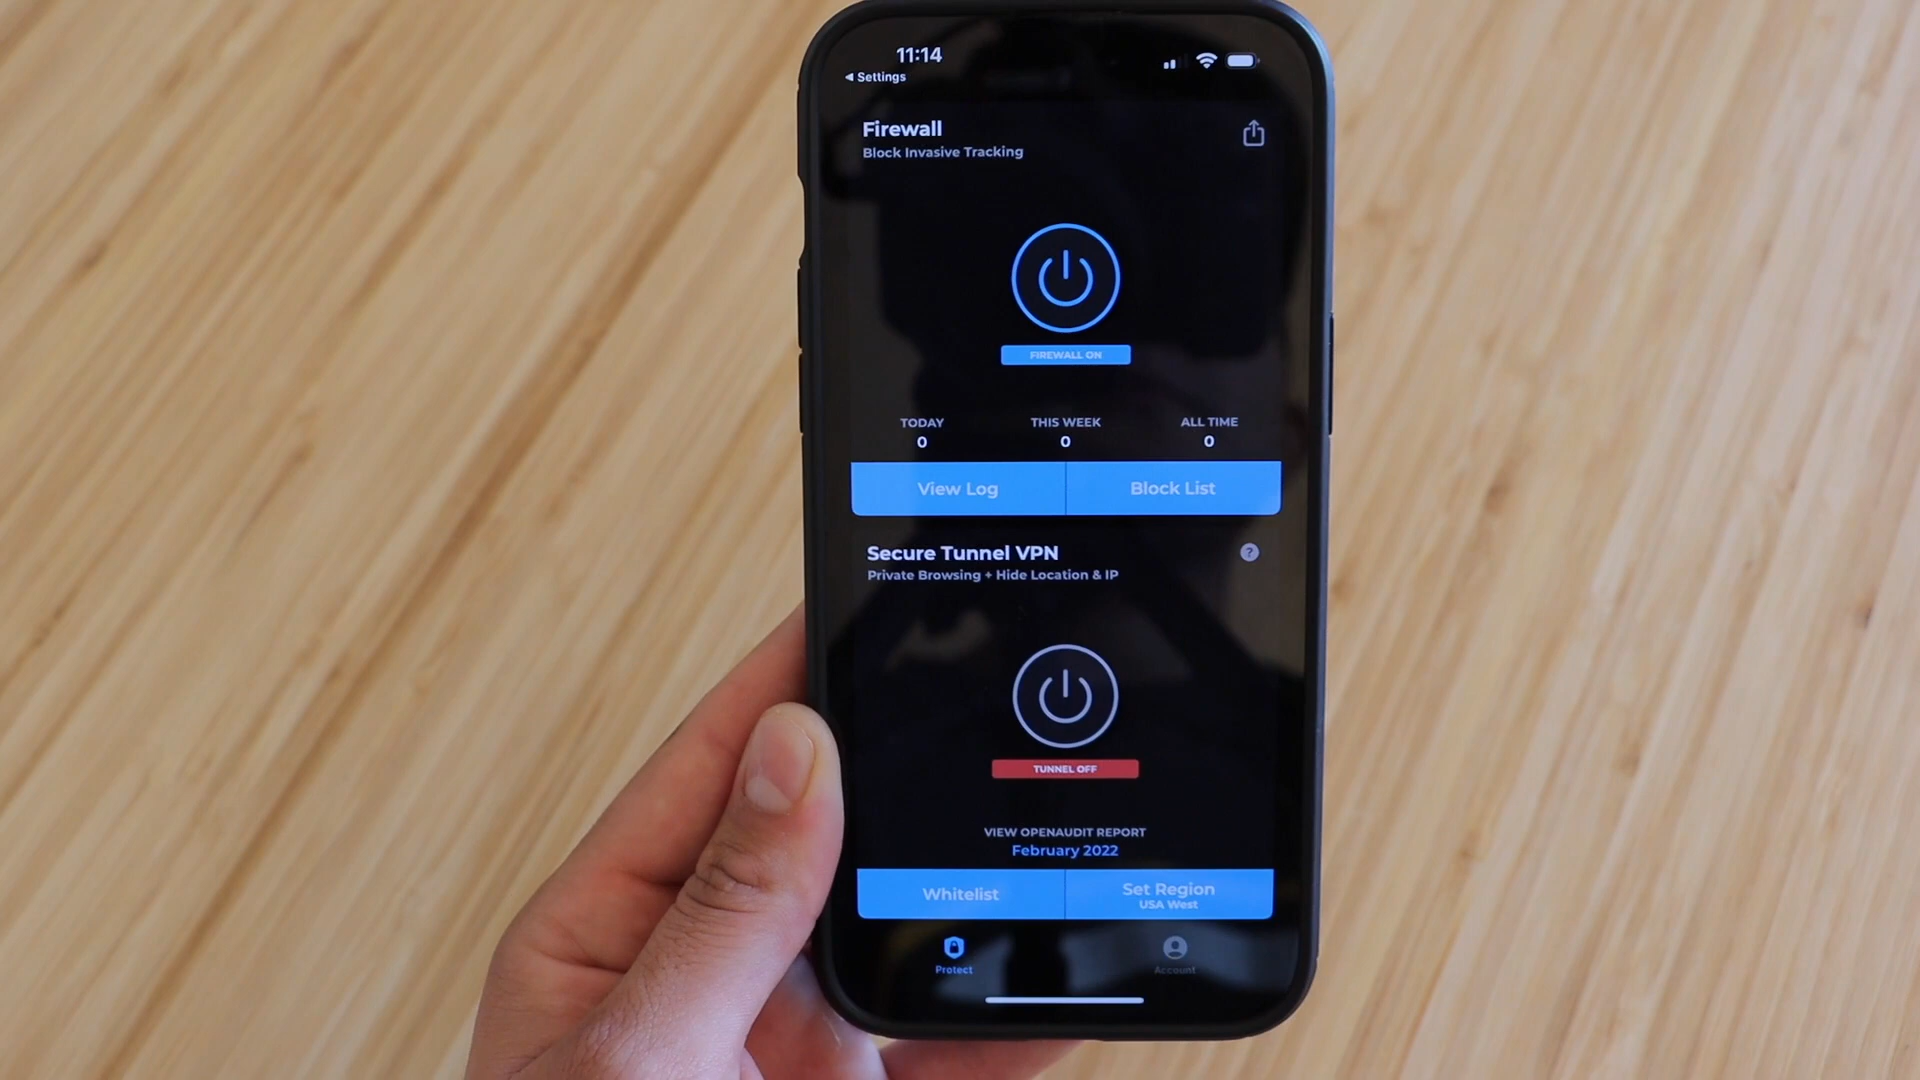 11:14
Settings
Firewall
Block Invasive Tracking
FIREWALL ON
TODAY THIS WEEK ALL TIME
0 0 0
View Log Block List
Secure Tunnel VPN ?
Private Browsing + Hide Location & IP
TUNNEL OFF
VIEW OPENAUDIT REPORT
February 2022
Whitelist Set Region
USA West
Protect Account